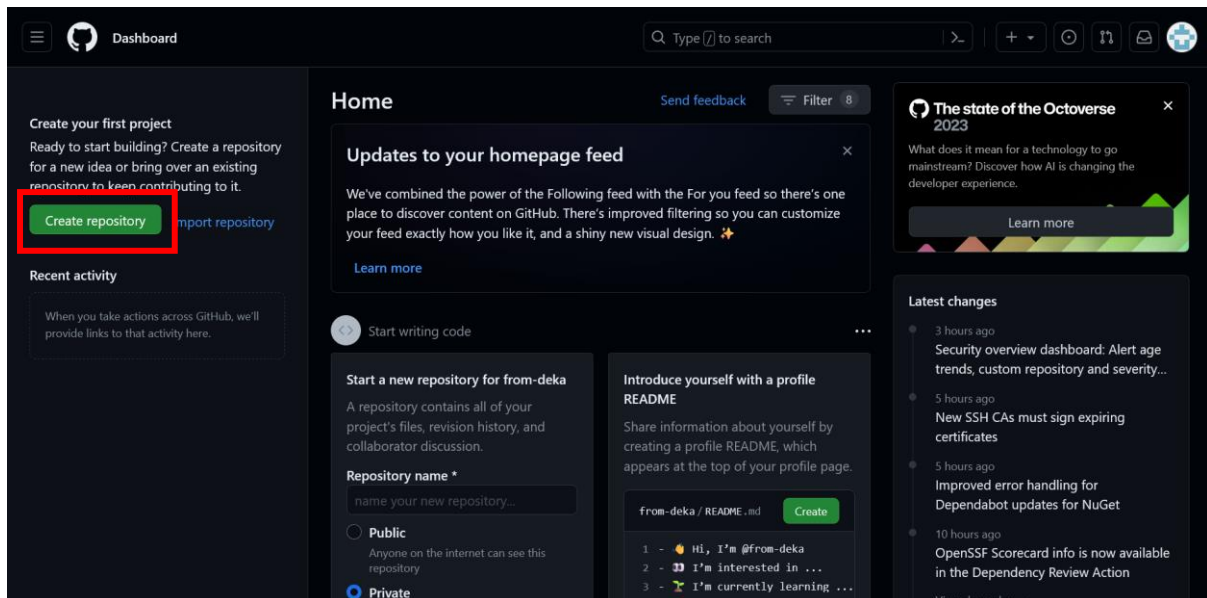 Dashboard
Type / to search
Create your first project
Ready to start building? Create a repository
for a new idea or bring over an existing
repository to keep contributing to it.
Create repository
mport repository
Recent activity
When you take actions across GitHub, we'll
provide links to that activity here.
Home
Send feedback
Filter 8
Updates to your homepage feed
We've combined the power of the Following feed with the For you feed so there's one
place to discover content on GitHub. There's improved filtering so you can customize
your feed exactly how you like it, and a shiny new visual design. ✨
Learn more
Start writing code
Start a new repository for from-deka
A repository contains all of your
project's files, revision history, and
collaborator discussion.
Repository name *
name your new repository...
Public
Anyone on the internet can see this
repository
Private
Introduce yourself with a profile
README
Share information about yourself by
creating a profile README, which
appears at the top of your profile page.
from-deka / README.md
Create
1 - 👋 Hi, I'm @from-deka
2 - 👀 I'm interested in ...
3 - 🌱 I'm currently learning ...
The state of the Octoverse
2023
What does it mean for a technology to go
mainstream? Discover how AI is changing the
developer experience.
Learn more
Latest changes
3 hours ago
Security overview dashboard: Alert age
trends, custom repository and severity...
5 hours ago
New SSH CAs must sign expiring
certificates
5 hours ago
Improved error handling for
Dependabot updates for NuGet
10 hours ago
OpenSSF Scorecard info is now available
in the Dependency Review Action